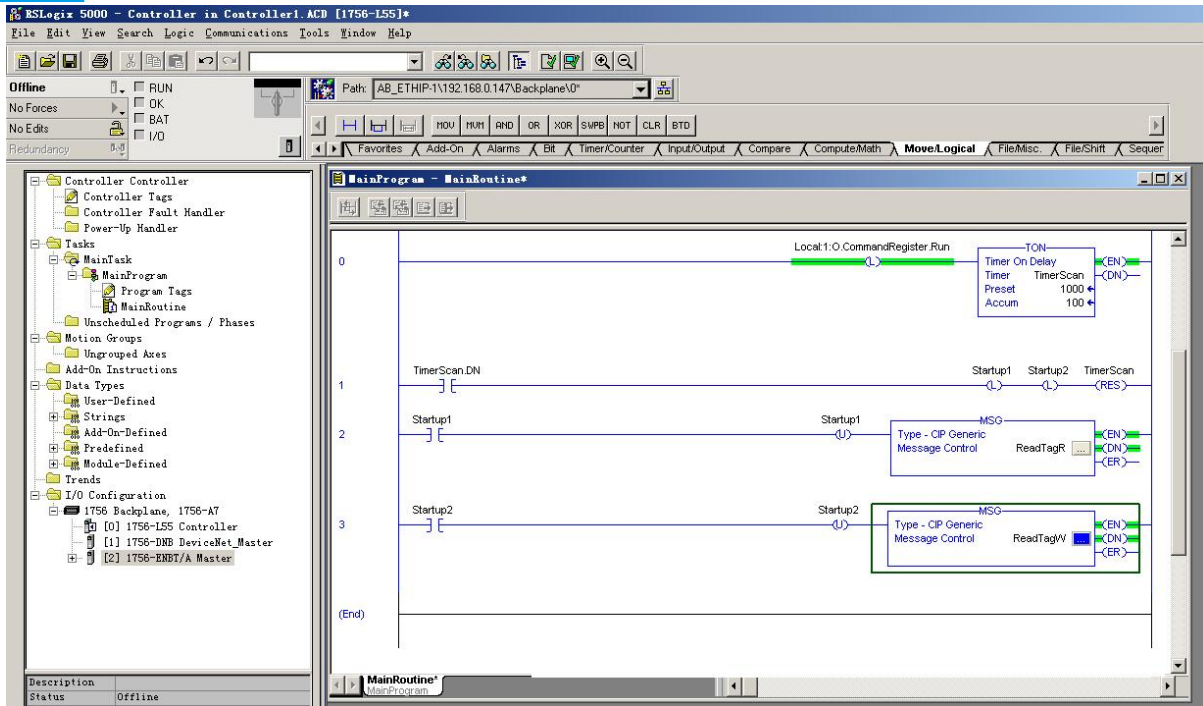 RSLogix 5000 - Controller in Controller1.ACD [1756-L55]*
File Edit View Search Logic Communications Tools Window Help
Offline RUN
No Forces OK
No Edits BAT
Redundancy I/O
Path: AB_ETHIP-1\192.168.0.147\Backplane\0*
MOV MVM AND OR XOR SWPB NOT CLR BTD
Favorites Add-On Alarms Bit Timer/Counter Input/Output Compare Compute/Math Move/Logical File/Misc. File/Shift Sequer
Controller Controller
Controller Tags
Controller Fault Handler
Power-Up Handler
Tasks
MainTask
MainProgram
Program Tags
MainRoutine
Unscheduled Programs / Phases
Motion Groups
Ungrouped Axes
Add-On Instructions
Data Types
User-Defined
Strings
Add-On-Defined
Predefined
Module-Defined
Trends
I/O Configuration
1756 Backplane, 1756-A7
[0] 1756-L55 Controller
[1] 1756-DNB DeviceNet_Master
[2] 1756-ENBT/A Master
Description
Status Offline
MainProgram - MainRoutine*
Local:1:O.CommandRegister.Run
0 L
TON
Timer On Delay EN
Timer TimerScan DN
Preset 1000
Accum 100
TimerScan.DN Startup1 Startup2 TimerScan
1 L L RES
Startup1 Startup1
2 U
MSG
Type - CIP Generic EN
Message Control ReadTagR ... DN
ER
Startup2 Startup2
3 U
MSG
Type - CIP Generic EN
Message Control ReadTagW ... DN
ER
(End)
MainRoutine*
MainProgram